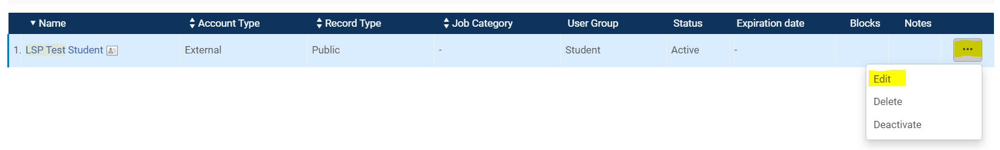 Name Account Type Record Type Job Category User Group Status Expiration date Blocks Notes
1. LSP Test Student External Public - Student Active - ...
Edit
Delete
Deactivate